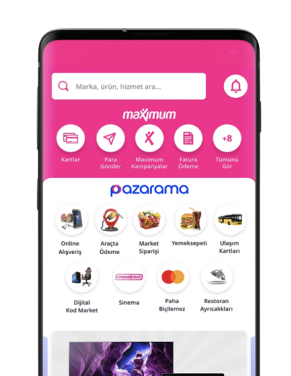 Marka, ürün, hizmet ara...
maximum
Kartlar
Para
Gönder
Maximum
Kampanyalar
Fatura
Ödeme
+8
Tümünü
Gör
pazarama
Online
Alışveriş
Araçta
Ödeme
Market
Siparişi
Yemeksepeti
Ulaşım
Kartları
Dijital
Kod Market
Sinema
Paha
Biçilemez
Restoran
Ayrıcalıkları